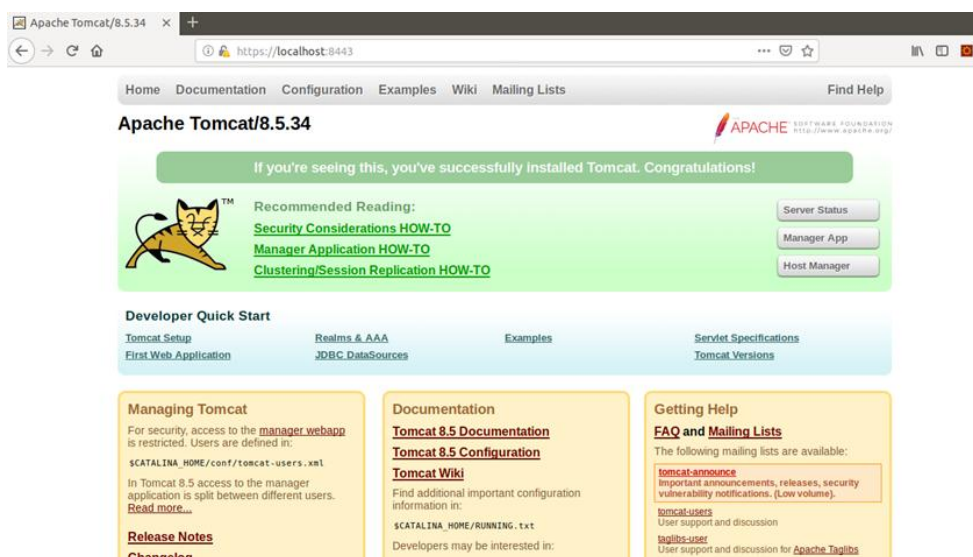 Apache Tomcat/8.5.34
https://localhost:8443
Home Documentation Configuration Examples Wiki Mailing Lists Find Help
Apache Tomcat/8.5.34
APACHE SOFTWARE FOUNDATION
http://www.apache.org/
If you're seeing this, you've successfully installed Tomcat. Congratulations!
TM
Recommended Reading:
Security Considerations HOW-TO
Manager Application HOW-TO
Clustering/Session Replication HOW-TO
Server Status
Manager App
Host Manager
Developer Quick Start
Tomcat Setup
First Web Application
Realms & AAA
JDBC DataSources
Examples
Servlet Specifications
Tomcat Versions
Managing Tomcat
For security, access to the manager webapp
is restricted. Users are defined in:
$CATALINA_HOME/conf/tomcat-users.xml
In Tomcat 8.5 access to the manager
application is split between different users.
Read more...
Release Notes
Changelog
Documentation
Tomcat 8.5 Documentation
Tomcat 8.5 Configuration
Tomcat Wiki
Find additional important configuration
information in:
$CATALINA_HOME/RUNNING.txt
Developers may be interested in:
Getting Help
FAQ and Mailing Lists
The following mailing lists are available:
tomcat-announce
Important announcements, releases, security
vulnerability notifications. (Low volume).
tomcat-users
User support and discussion
taglibs-user
User support and discussion for Apache Taglibs